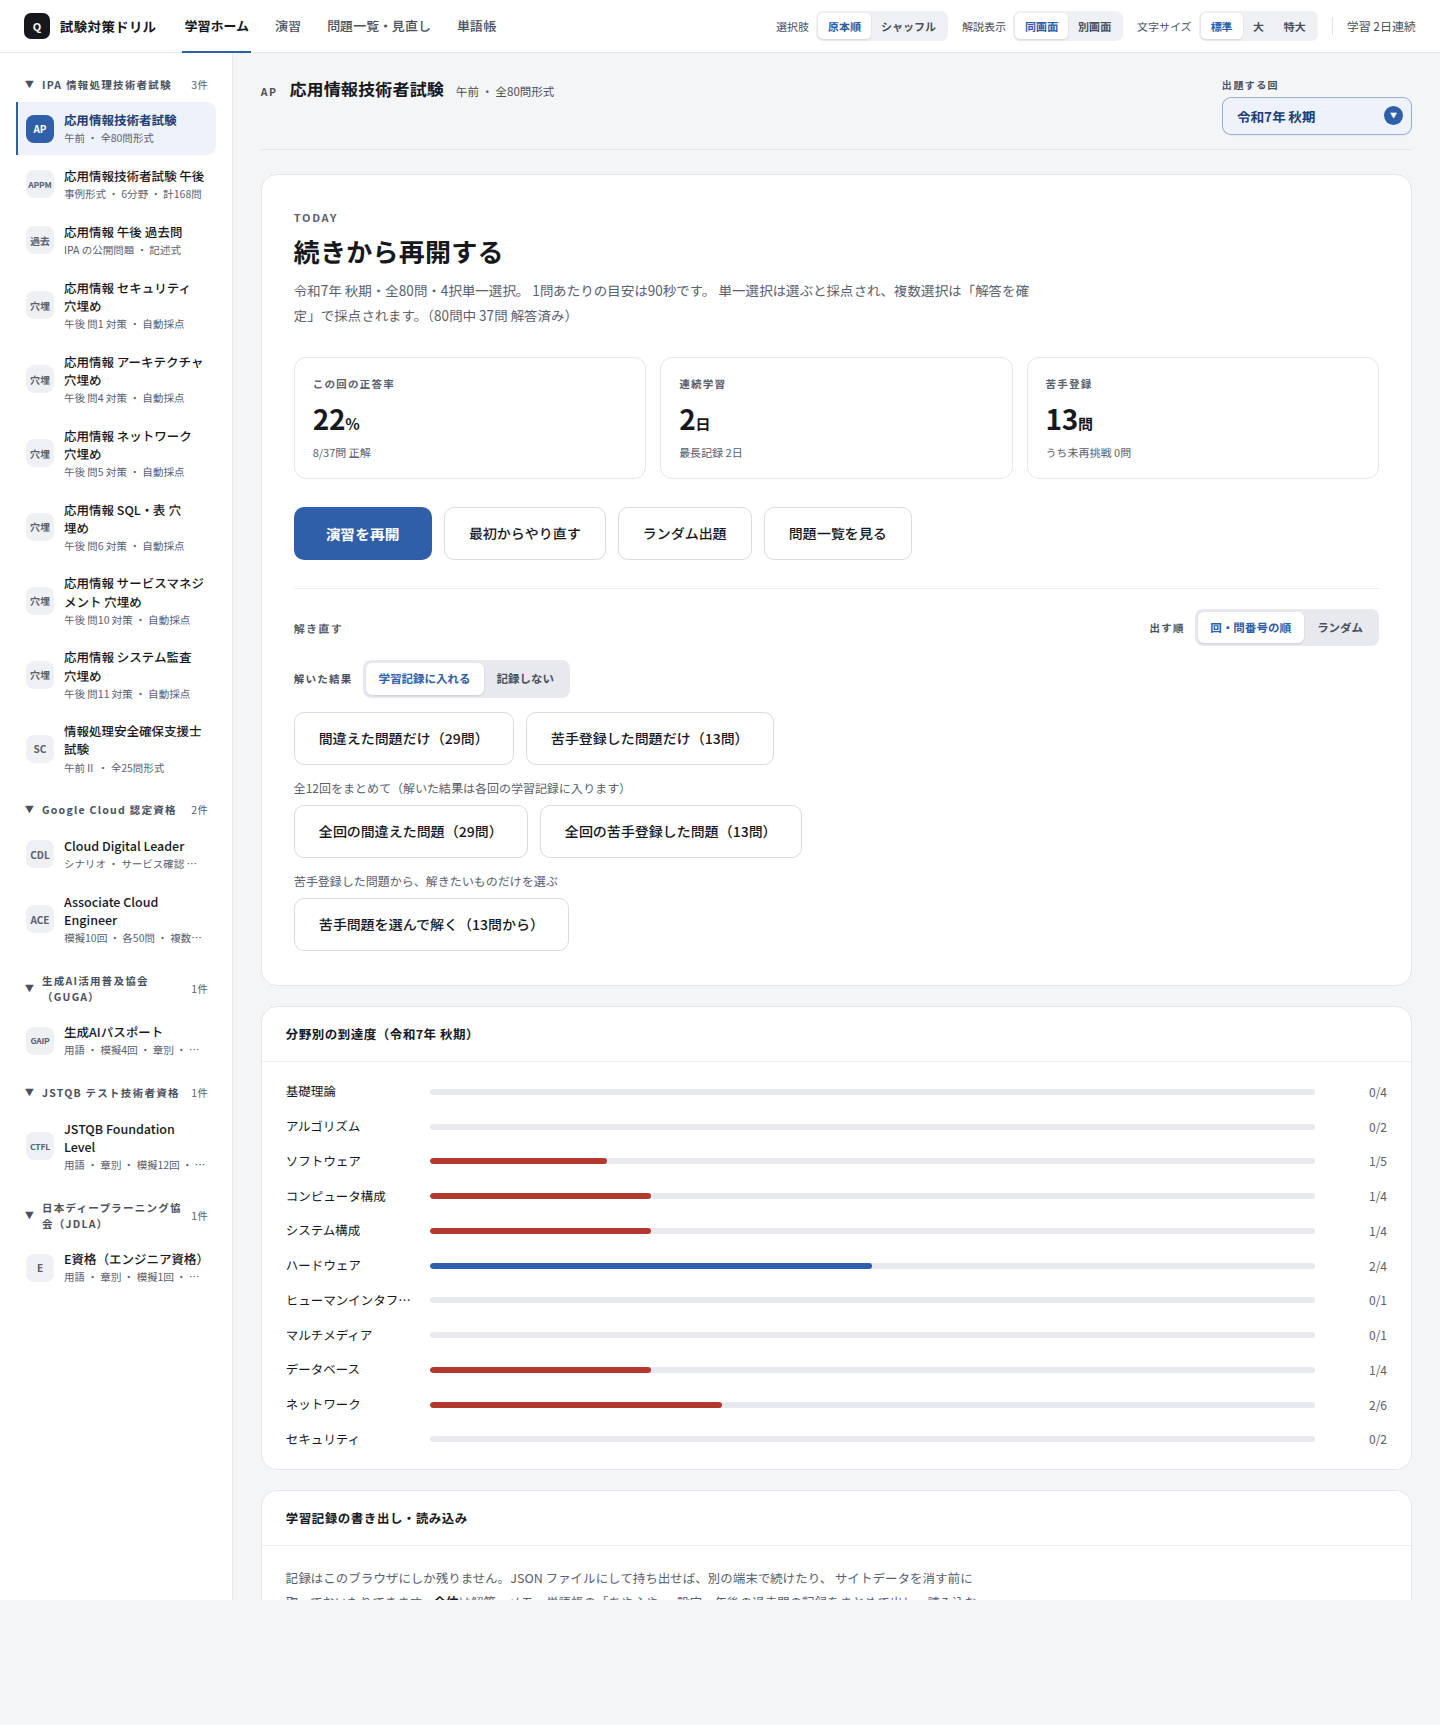 Q 試験対策ドリル 学習ホーム 演習 問題一覧・見直し 単語帳 選択肢 原本順 シャッフル 解説表示 同画面 別画面 文字サイズ 標準 大 特大 学習 2日連続
▼ IPA 情報処理技術者試験 3件
AP 応用情報技術者試験
午前 ・ 全80問形式
APPM 応用情報技術者試験 午後
事例形式 ・ 6分野 ・ 計168問
過去 応用情報 午後 過去問
IPA の公開問題 ・ 記述式
穴埋 応用情報 セキュリティ
穴埋め
午後 問1 対策 ・ 自動採点
穴埋 応用情報 アーキテクチャ
穴埋め
午後 問4 対策 ・ 自動採点
穴埋 応用情報 ネットワーク
穴埋め
午後 問5 対策 ・ 自動採点
穴埋 応用情報 SQL・表 穴
埋め
午後 問6 対策 ・ 自動採点
穴埋 応用情報 サービスマネジ
メント 穴埋め
午後 問10 対策 ・ 自動採点
穴埋 応用情報 システム監査
穴埋め
午後 問11 対策 ・ 自動採点
SC 情報処理安全確保支援士
試験
午前Ⅱ ・ 全25問形式
▼ Google Cloud 認定資格 2件
CDL Cloud Digital Leader
シナリオ ・ サービス確認 …
ACE Associate Cloud
Engineer
模擬10回 ・ 各50問 ・ 複数…
▼ 生成AI活用普及協会
（GUGA） 1件
GAIP 生成AIパスポート
用語 ・ 模擬4回 ・ 章別 ・ …
▼ JSTQB テスト技術者資格 1件
CTFL JSTQB Foundation
Level
用語 ・ 章別 ・ 模擬12回 ・ …
▼ 日本ディープラーニング協
会（JDLA） 1件
E E資格（エンジニア資格）
用語 ・ 章別 ・ 模擬1回 ・ …
AP 応用情報技術者試験 午前 ・ 全80問形式
出題する回
令和7年 秋期 ▼
TODAY
続きから再開する
令和7年 秋期・全80問・4択単一選択。 1問あたりの目安は90秒です。 単一選択は選ぶと採点され、複数選択は「解答を確
定」で採点されます。（80問中 37問 解答済み）
この回の正答率
22%
8/37問 正解
連続学習
2日
最長記録 2日
苦手登録
13問
うち未再挑戦 0問
演習を再開 最初からやり直す ランダム出題 問題一覧を見る
解き直す 出す順 回・問番号の順 ランダム
解いた結果 学習記録に入れる 記録しない
間違えた問題だけ（29問） 苦手登録した問題だけ（13問）
全12回をまとめて（解いた結果は各回の学習記録に入ります）
全回の間違えた問題（29問） 全回の苦手登録した問題（13問）
苦手登録した問題から、解きたいものだけを選ぶ
苦手問題を選んで解く（13問から）
分野別の到達度（令和7年 秋期）
基礎理論 0/4
アルゴリズム 0/2
ソフトウェア 1/5
コンピュータ構成 1/4
システム構成 1/4
ハードウェア 2/4
ヒューマンインタフ… 0/1
マルチメディア 0/1
データベース 1/4
ネットワーク 2/6
セキュリティ 0/2
学習記録の書き出し・読み込み
記録はこのブラウザにしか残りません。JSON ファイルにして持ち出せば、別の端末で続けたり、 サイトデータを消す前に